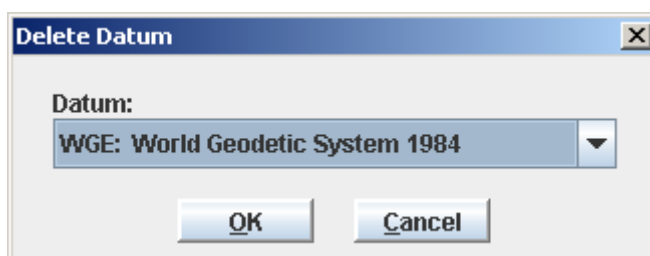 Delete Datum
Datum:
WGE: World Geodetic System 1984
OK
Cancel